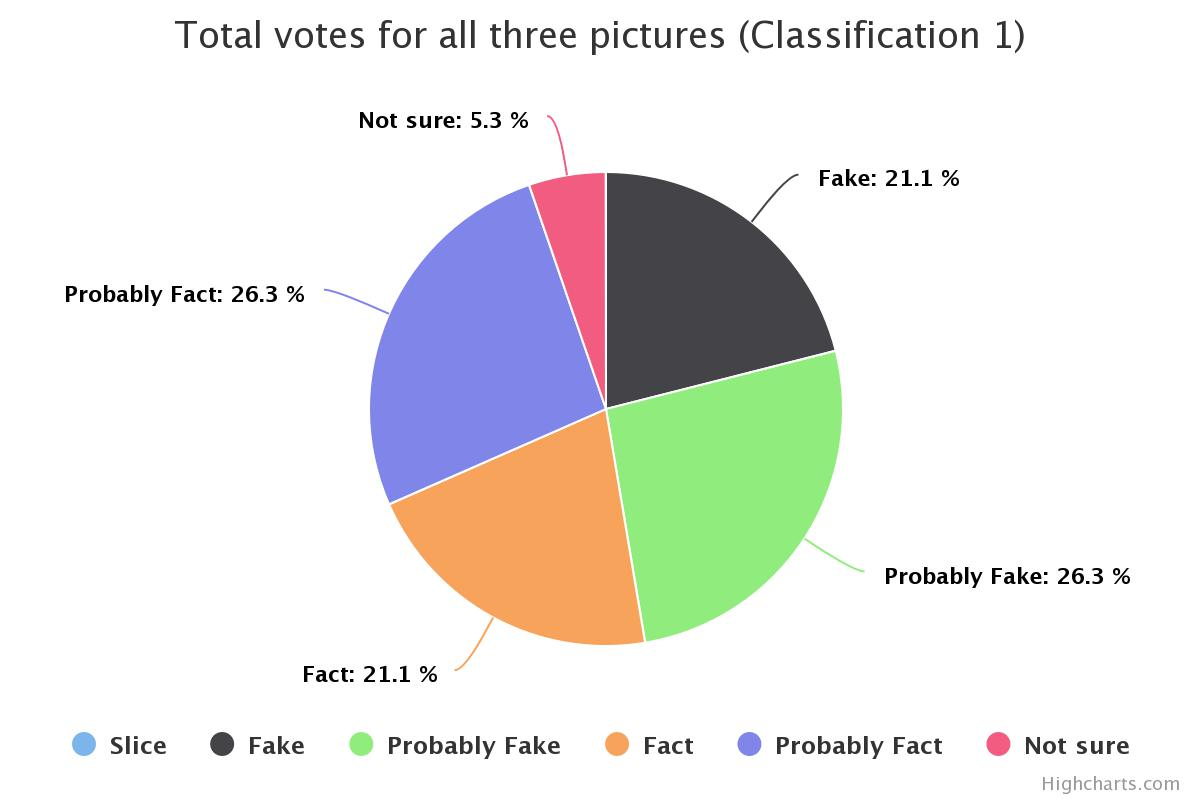 Total votes for all three pictures (Classification 1)
Not sure: 5.3 %
Fake: 21.1 %
Probably Fact: 26.3 %
Probably Fake: 26.3 %
Fact: 21.1 %
Slice Fake Probably Fake Fact Probably Fact Not sure
Highcharts.com